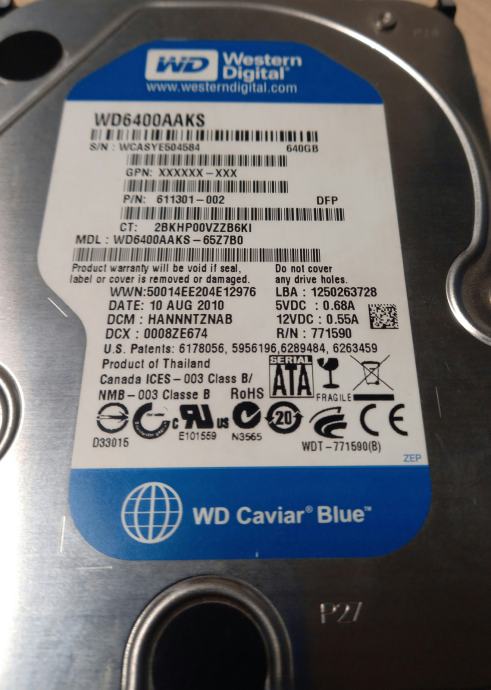 P16
WD Western Digital®
www.westerndigital.com
WD6400AAKS
S/N : WCASYE504584 640GB
GPN: XXXXXX-XXX
P/N: 611301-002 DFP
CT: 2BKHP00VZZB6KI
MDL : WD6400AAKS-65Z7B0
Product warranty will be void if seal, label or cover is removed or damaged.
Do not cover any drive holes.
WWN:50014EE204E12976 LBA : 1250263728
DATE: 10 AUG 2010 5VDC : 0.68A
DCM : HANNNTZNAB 12VDC : 0.55A
DCX : 0008ZE674 R/N : 771590
U.S. Patents: 6178056, 5956196,6289484, 6263459
Product of Thailand
Canada ICES-003 Class B/
NMB-003 Classe B RoHS
SERIAL
ATA
FRAGILE
c UR us 20 CE
D33015 E101559 N3565 WDT-771590(B)
ZEP
WD Caviar® Blue™
P27